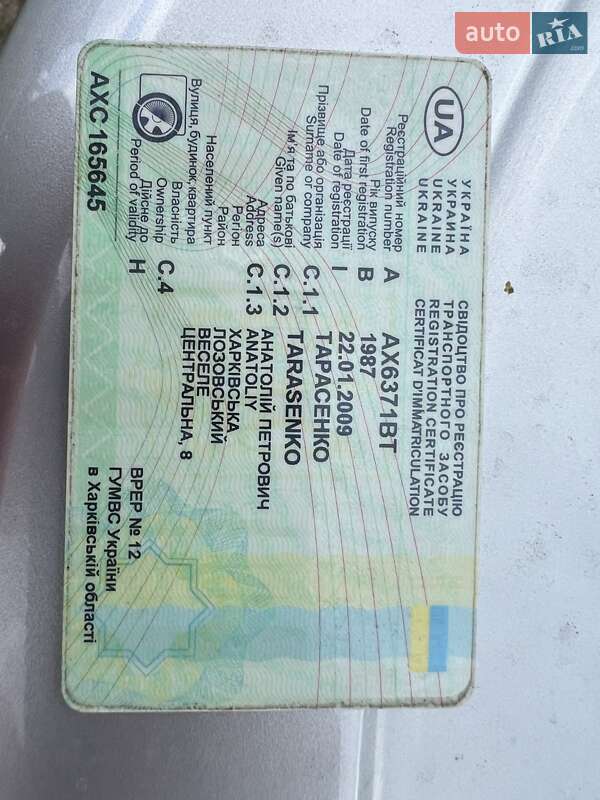 auto RIA.com
UA
УКРАЇНА
УКРАИНА
UKRAINE
UKRAINE
СВІДОЦТВО ПРО РЕЄСТРАЦІЮ
ТРАНСПОРТНОГО ЗАСОБУ
REGISTRATION CERTIFICATE
CERTIFICAT D'IMMATRICULATION
Реєстраційний номер
Registration number A AX6371BT
Рік випуску
Date of first registration B 1987
Дата реєстрації
Date of registration I 22.01.2009
Прізвище або організація
Surname or company C.1.1 ТАРАСЕНКО
TARASENKO
Ім'я та по батькові
Given name(s) C.1.2 АНАТОЛІЙ ПЕТРОВИЧ
ANATOLIY
Адреса
Address C.1.3
Регіон ХАРКІВСЬКА
Район ЛОЗОВСЬКИЙ
Населений пункт ВЕСЕЛЕ
Вулиця, будинок, квартира ЦЕНТРАЛЬНА, 8
Власність
Ownership C.4
Дійсне до
Period of validity H
ВРЕР № 12
ГУМВС України
в Харківській області
АХС 165645